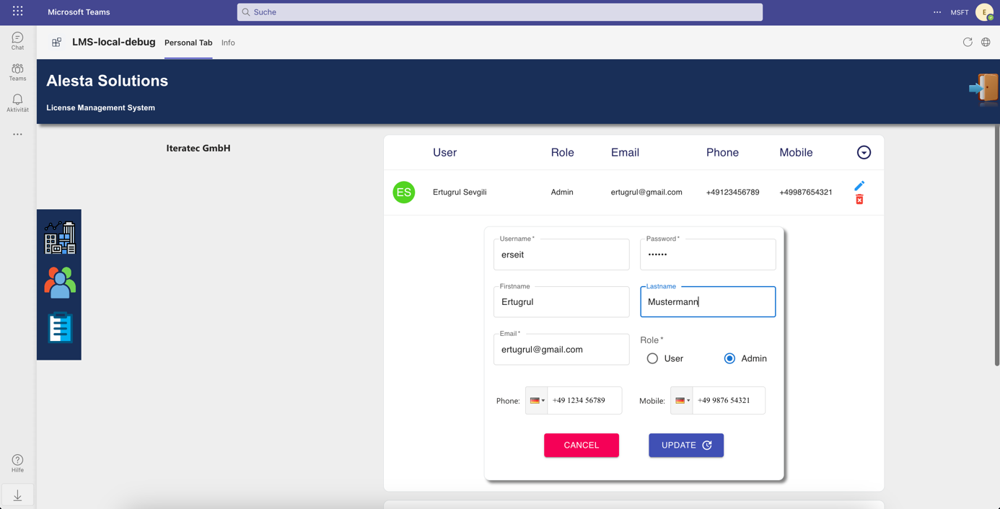 Microsoft Teams
Suche
MSFT
E
Chat
Teams
Aktivität
Hilfe
LMS-local-debug Personal Tab Info
Alesta Solutions
License Management System
Iteratec GmbH
User Role Email Phone Mobile
ES Ertugrul Sevgili Admin ertugrul@gmail.com +49123456789 +49987654321
Username * Password *
erseit ••••••
Firstname Lastname
Ertugrul Mustermann
Email * Role *
ertugrul@gmail.com User Admin
Phone: +49 1234 56789 Mobile: +49 9876 54321
CANCEL UPDATE